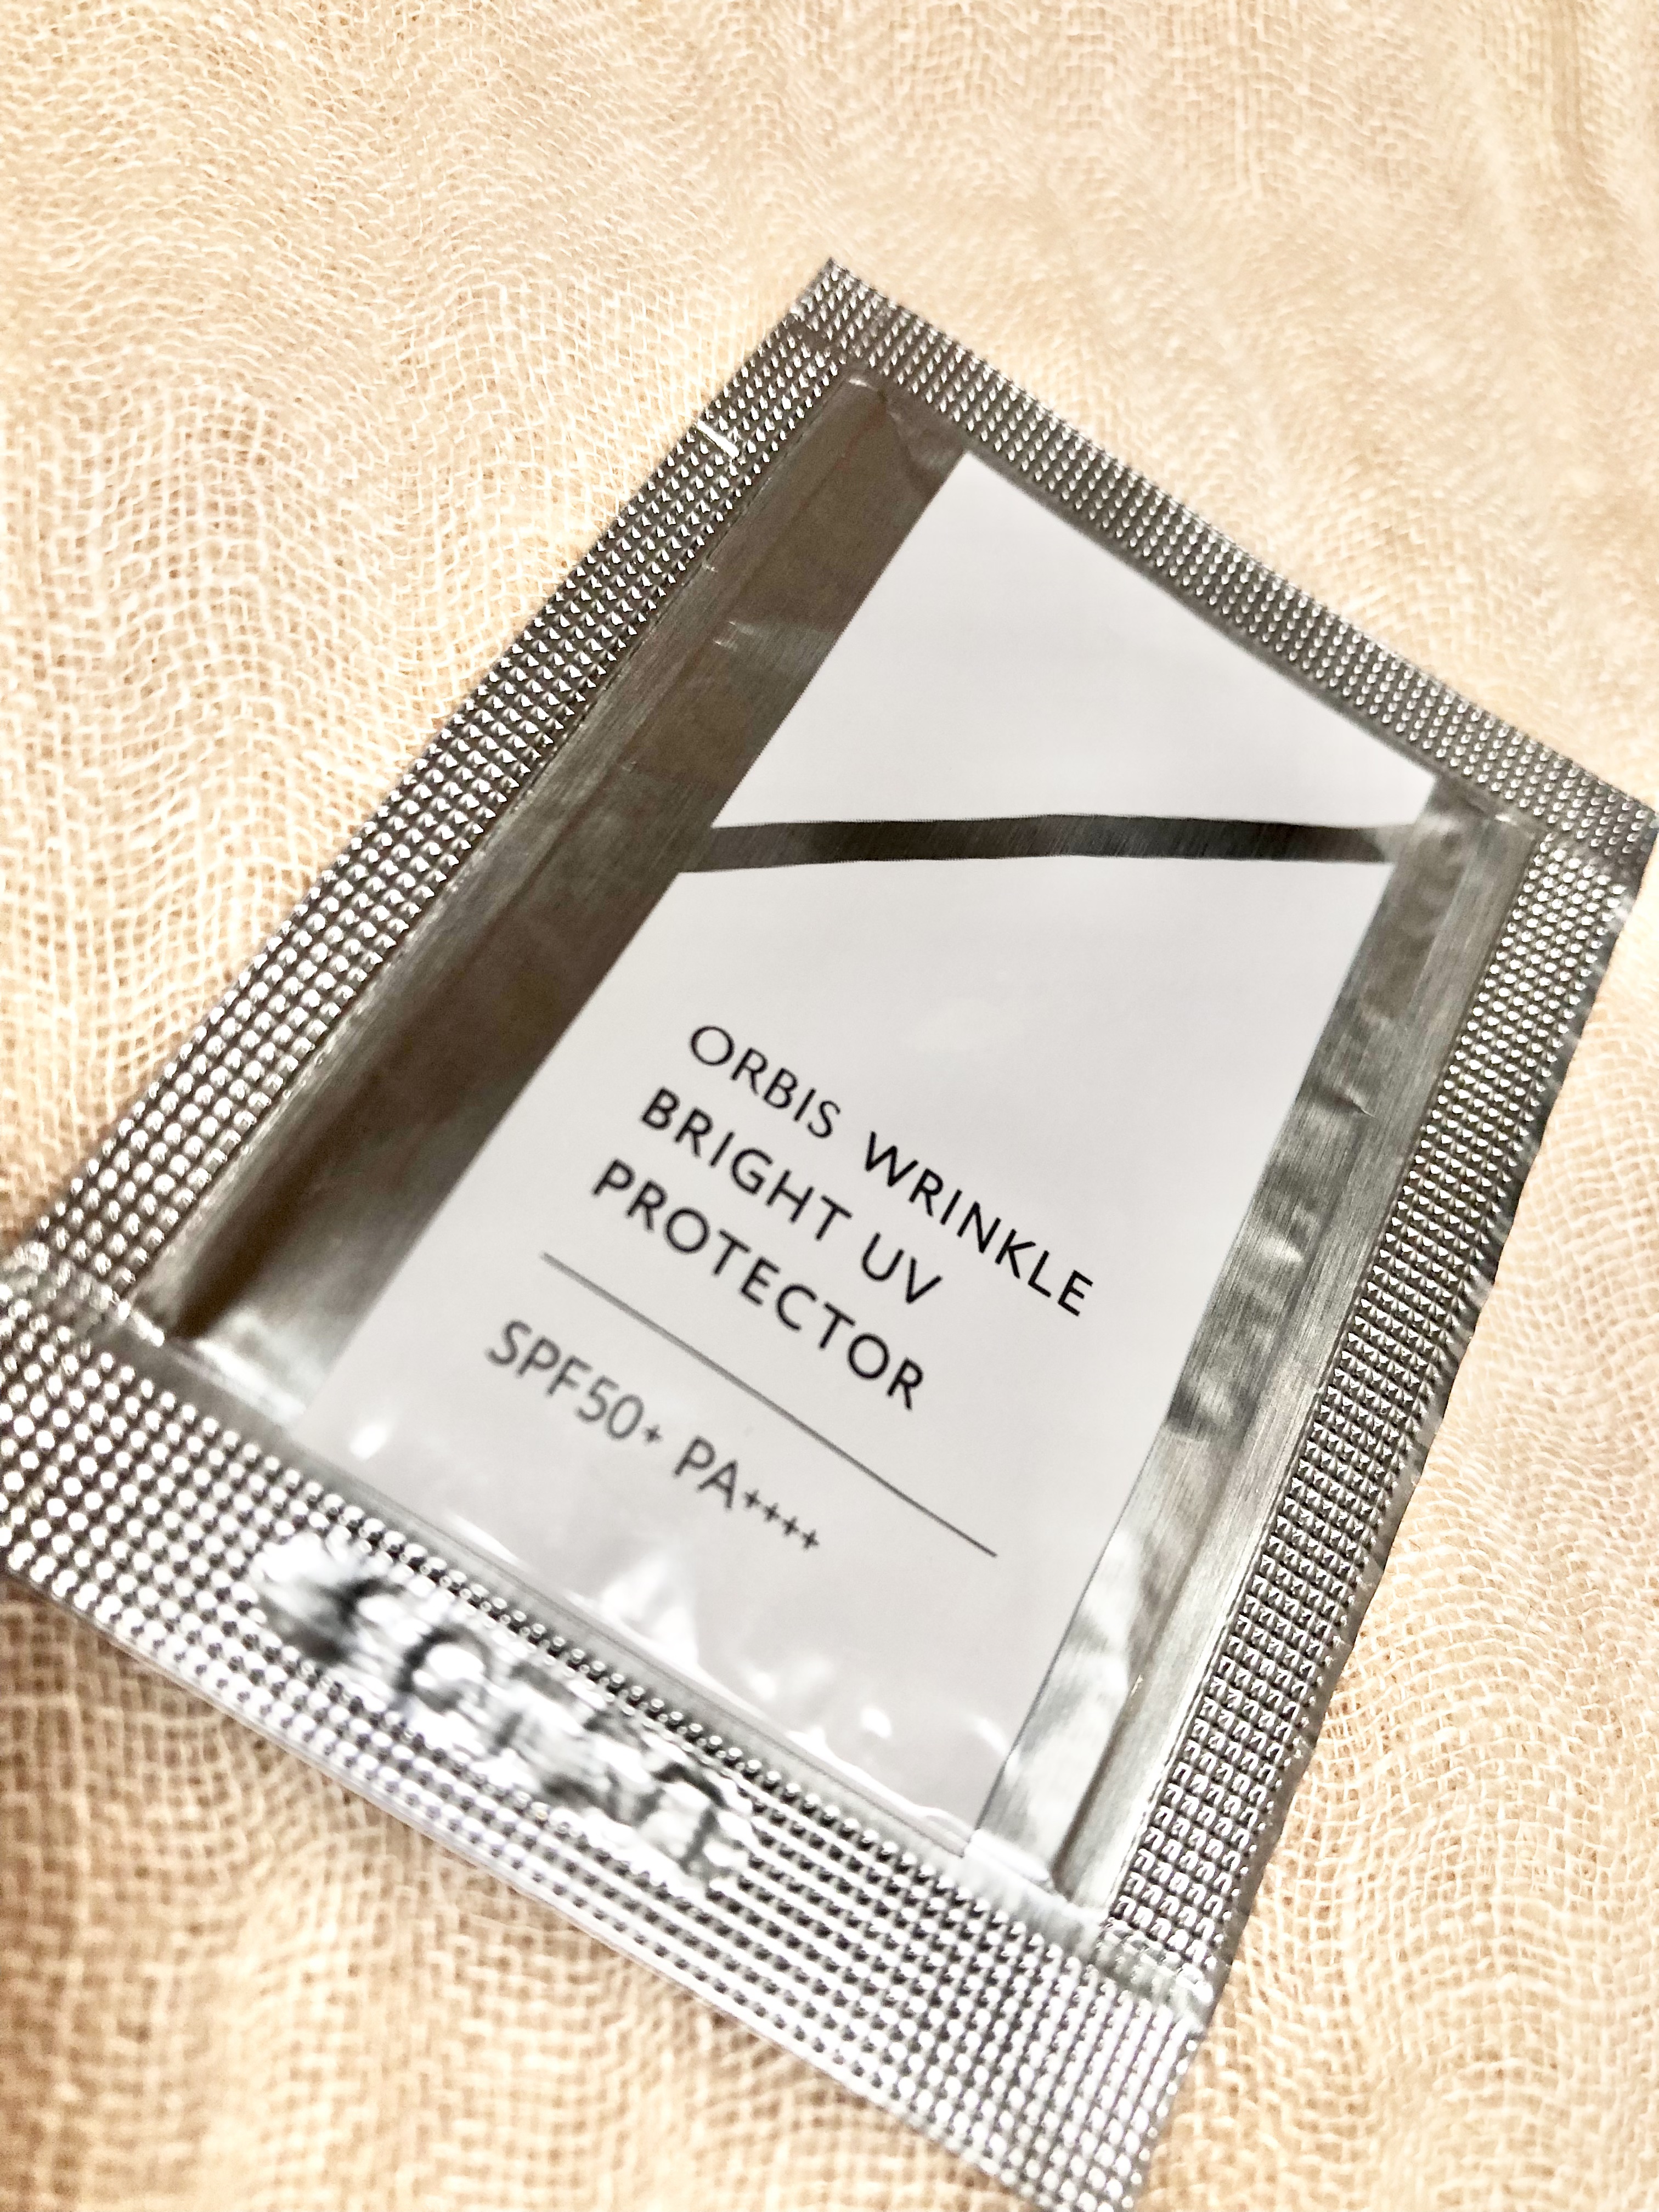 ORBIS WRINKLE
BRIGHT UV
PROTECTOR
SPF50+ PA++++